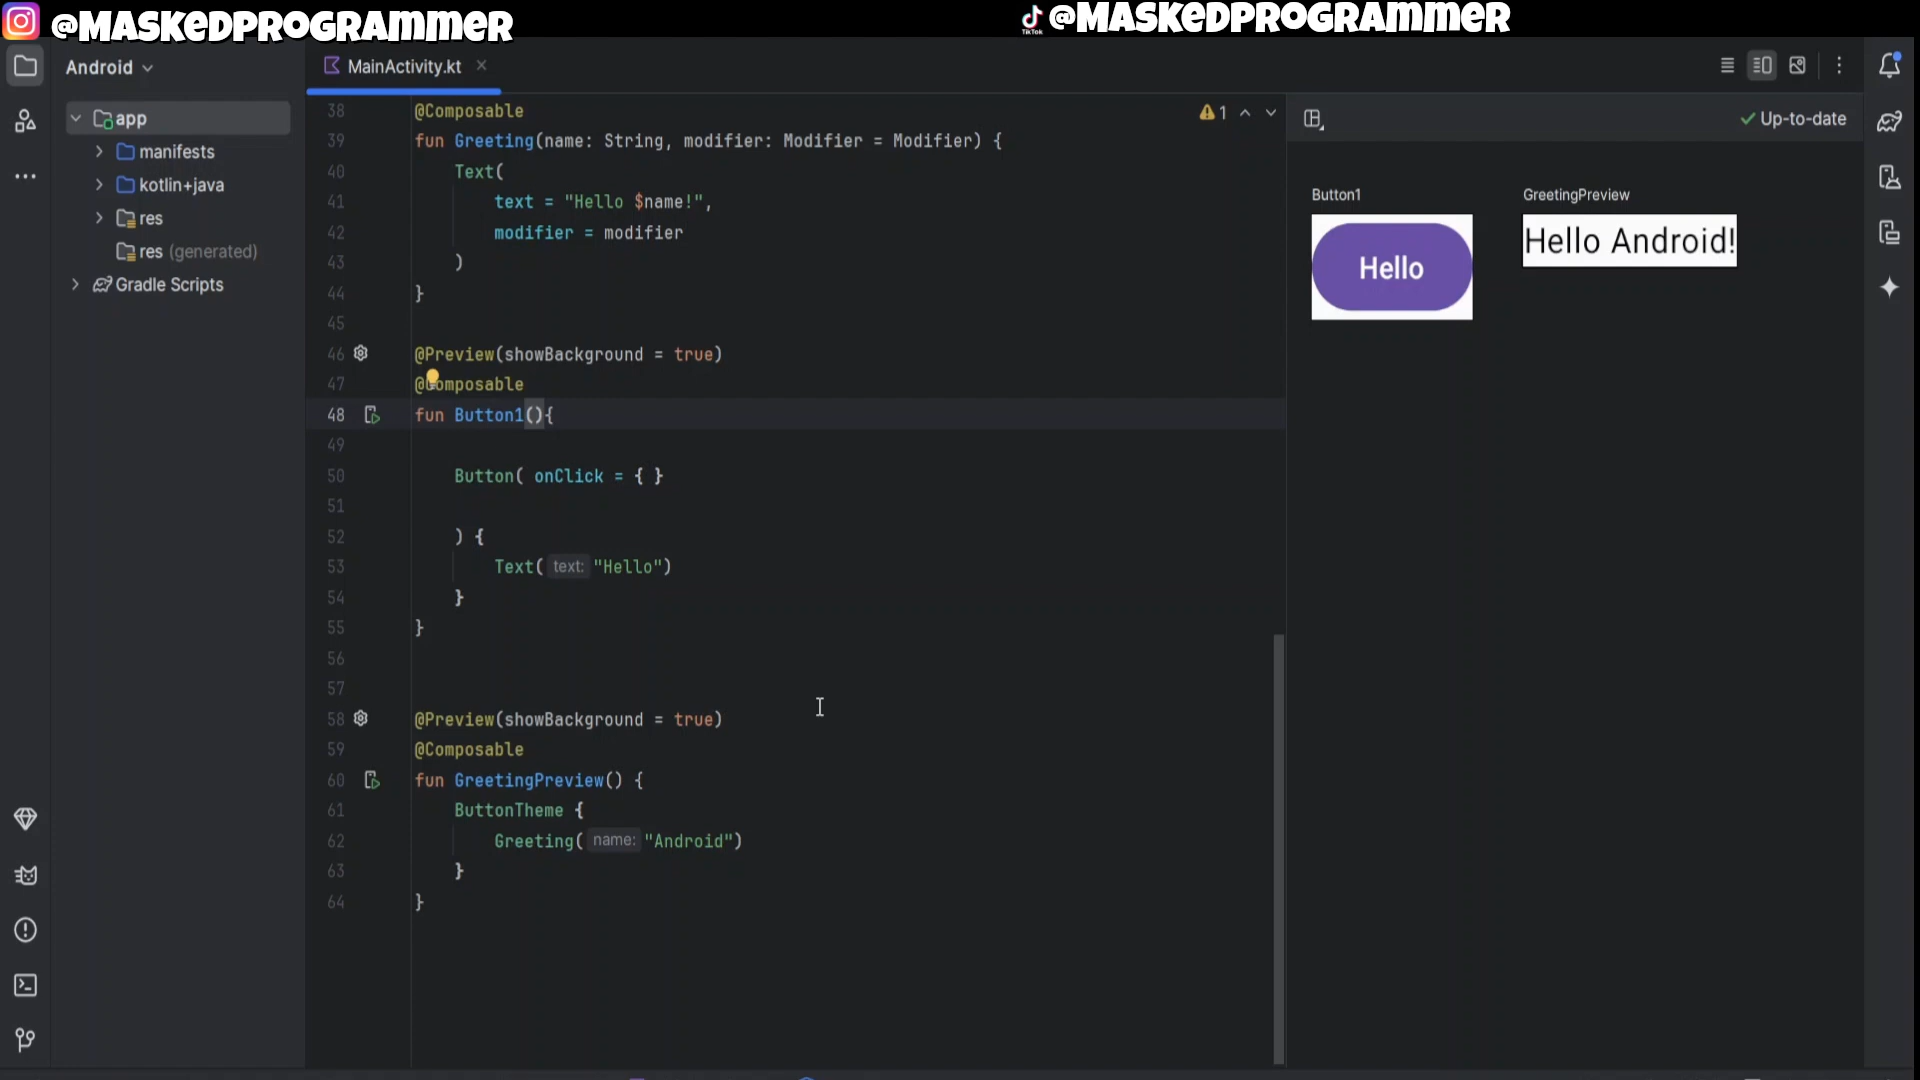 @MASKEDPROGRAMMER
TikTok
@MASKEDPROGRAMMER
Android
MainActivity.kt
app
manifests
kotlin+java
res
res (generated)
Gradle Scripts
1
38 @Composable
39 fun Greeting(name: String, modifier: Modifier = Modifier) {
40 Text(
41 text = "Hello $name!",
42 modifier = modifier
43 )
44 }
45
46 @Preview(showBackground = true)
47 @Composable
48 fun Button1(){
49
50 Button( onClick = { }
51
52 ) {
53 Text( text: "Hello")
54 }
55 }
56
57
58 @Preview(showBackground = true)
59 @Composable
60 fun GreetingPreview() {
61 ButtonTheme {
62 Greeting( name: "Android")
63 }
64 }
Up-to-date
Button1
Hello
GreetingPreview
Hello Android!